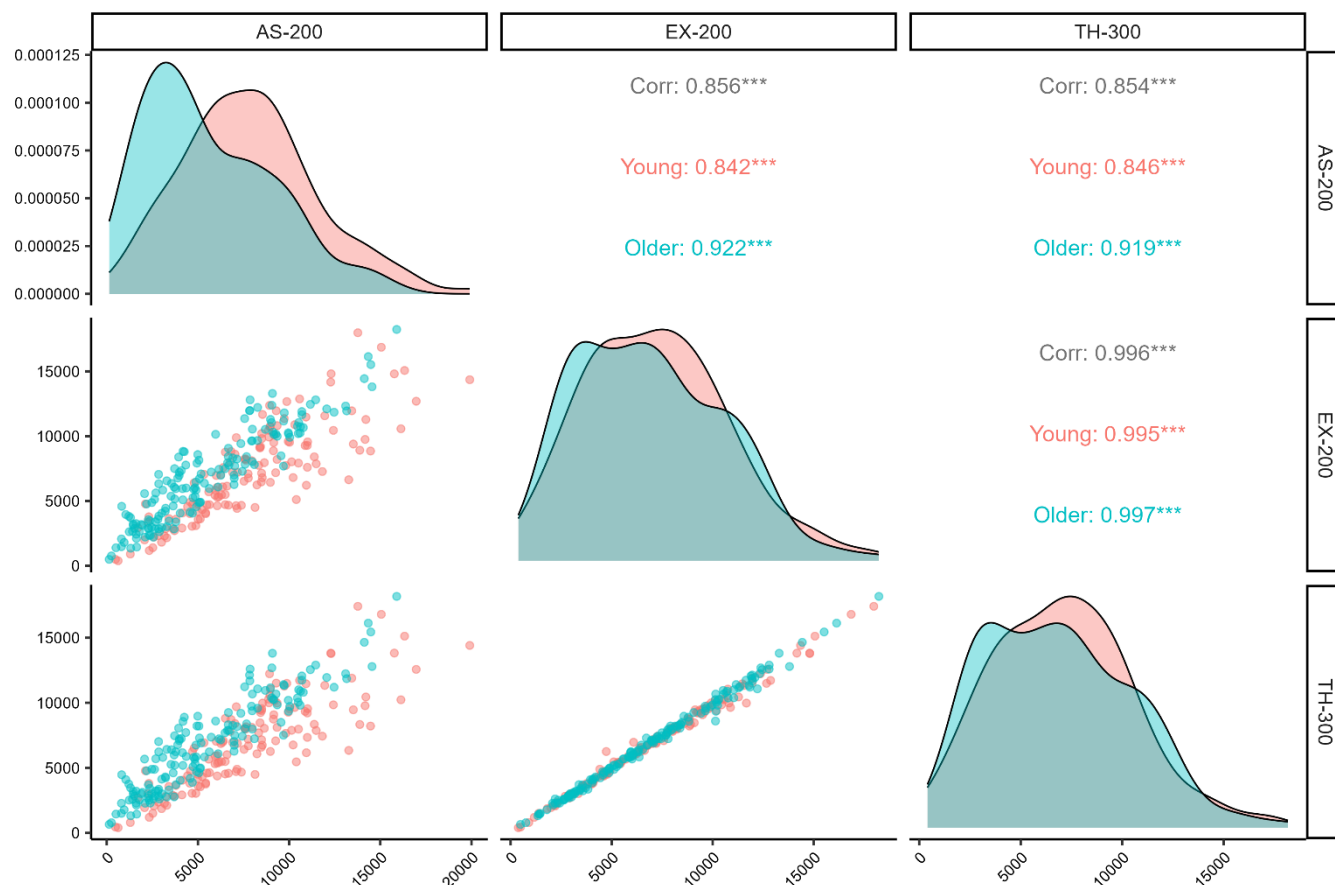 AS-200
EX-200
TH-300
0.000125
0.000100
0.000075
0.000050
0.000025
0.000000
Corr: 0.856***
Young: 0.842***
Older: 0.922***
Corr: 0.854***
Young: 0.846***
Older: 0.919***
AS-200
15000
10000
5000
0
Corr: 0.996***
Young: 0.995***
Older: 0.997***
EX-200
15000
10000
5000
0
TH-300
0
5000
10000
15000
20000
0
5000
10000
15000
0
5000
10000
15000